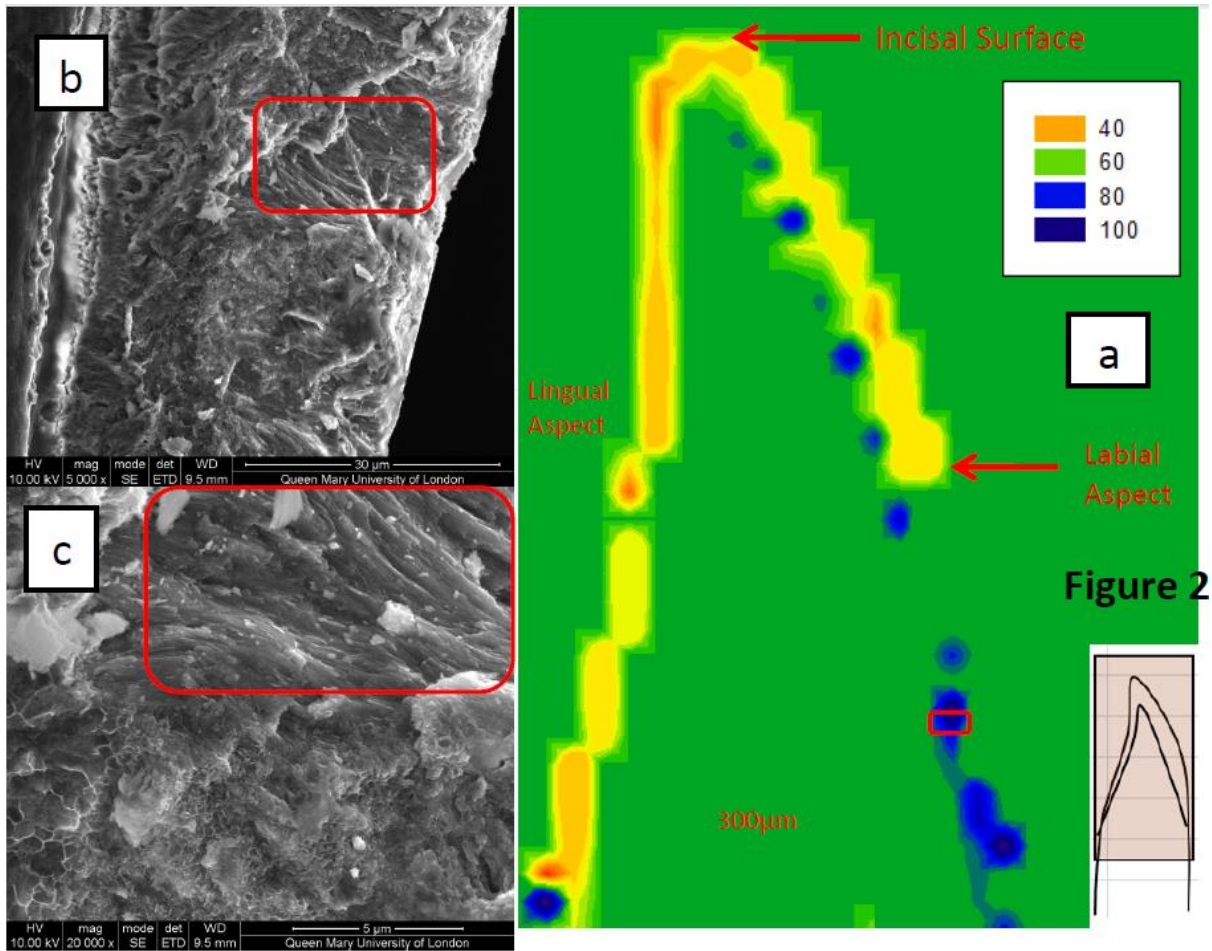 b
HV mag mode det WD 30 µm
10.00 kV 5 000 x SE ETD 9.5 mm Queen Mary University of London
c
HV mag mode det WD 5 µm
10.00 kV 20 000 x SE ETD 9.5 mm Queen Mary University of London
Incisal Surface
40
60
80
100
a
Lingual
Aspect
Labial
Aspect
Figure 2
300µm